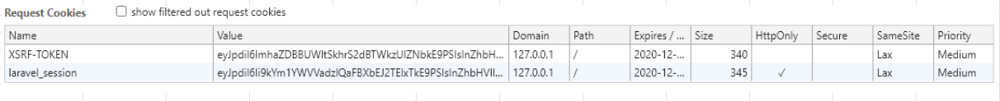 Request Cookies show filtered out request cookies
Name Value Domain Path Expires / ... Size HttpOnly Secure SameSite Priority
XSRF-TOKEN eyJpdiI6ImhaZDBBUWltSkhrS2dBTWkzUlZNbkE9PSIsInZhbH... 127.0.0.1 / 2020-12-... 340 Lax Medium
laravel_session eyJpdiI6Ii9kYm1YWVVadzlQaFBXbEJ2TElxTkE9PSIsInZhbHVlI... 127.0.0.1 / 2020-12-... 345 ✓ Lax Medium